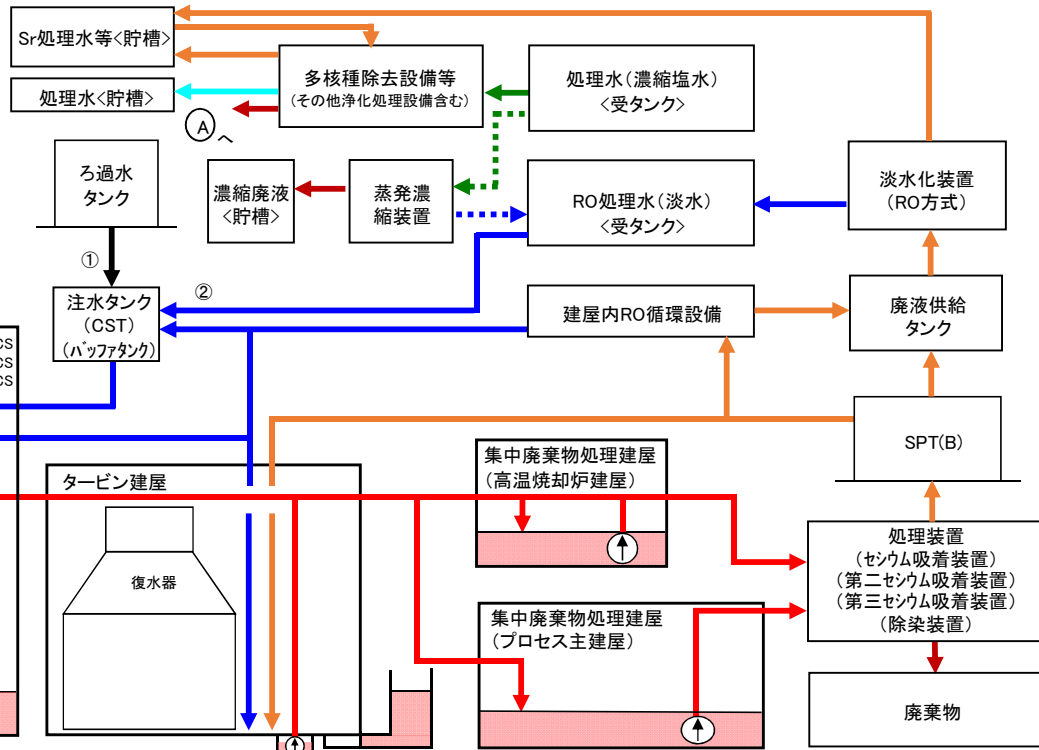 Sr処理水等<貯槽>
処理水<貯槽>
多核種除去設備等
(その他浄化処理設備含む)
処理水(濃縮塩水)
<受タンク>
A へ
ろ過水
タンク
濃縮廃液
<貯槽>
蒸発濃
縮装置
RO処理水(淡水)
<受タンク>
淡水化装置
(RO方式)
①
②
注水タンク
(CST)
(バッファタンク)
建屋内RO循環設備
廃液供給
タンク
CS
CS
CS
SPT(B)
タービン建屋
集中廃棄物処理建屋
(高温焼却炉建屋)
処理装置
(セシウム吸着装置)
(第二セシウム吸着装置)
(第三セシウム吸着装置)
(除染装置)
復水器
集中廃棄物処理建屋
(プロセス主建屋)
廃棄物